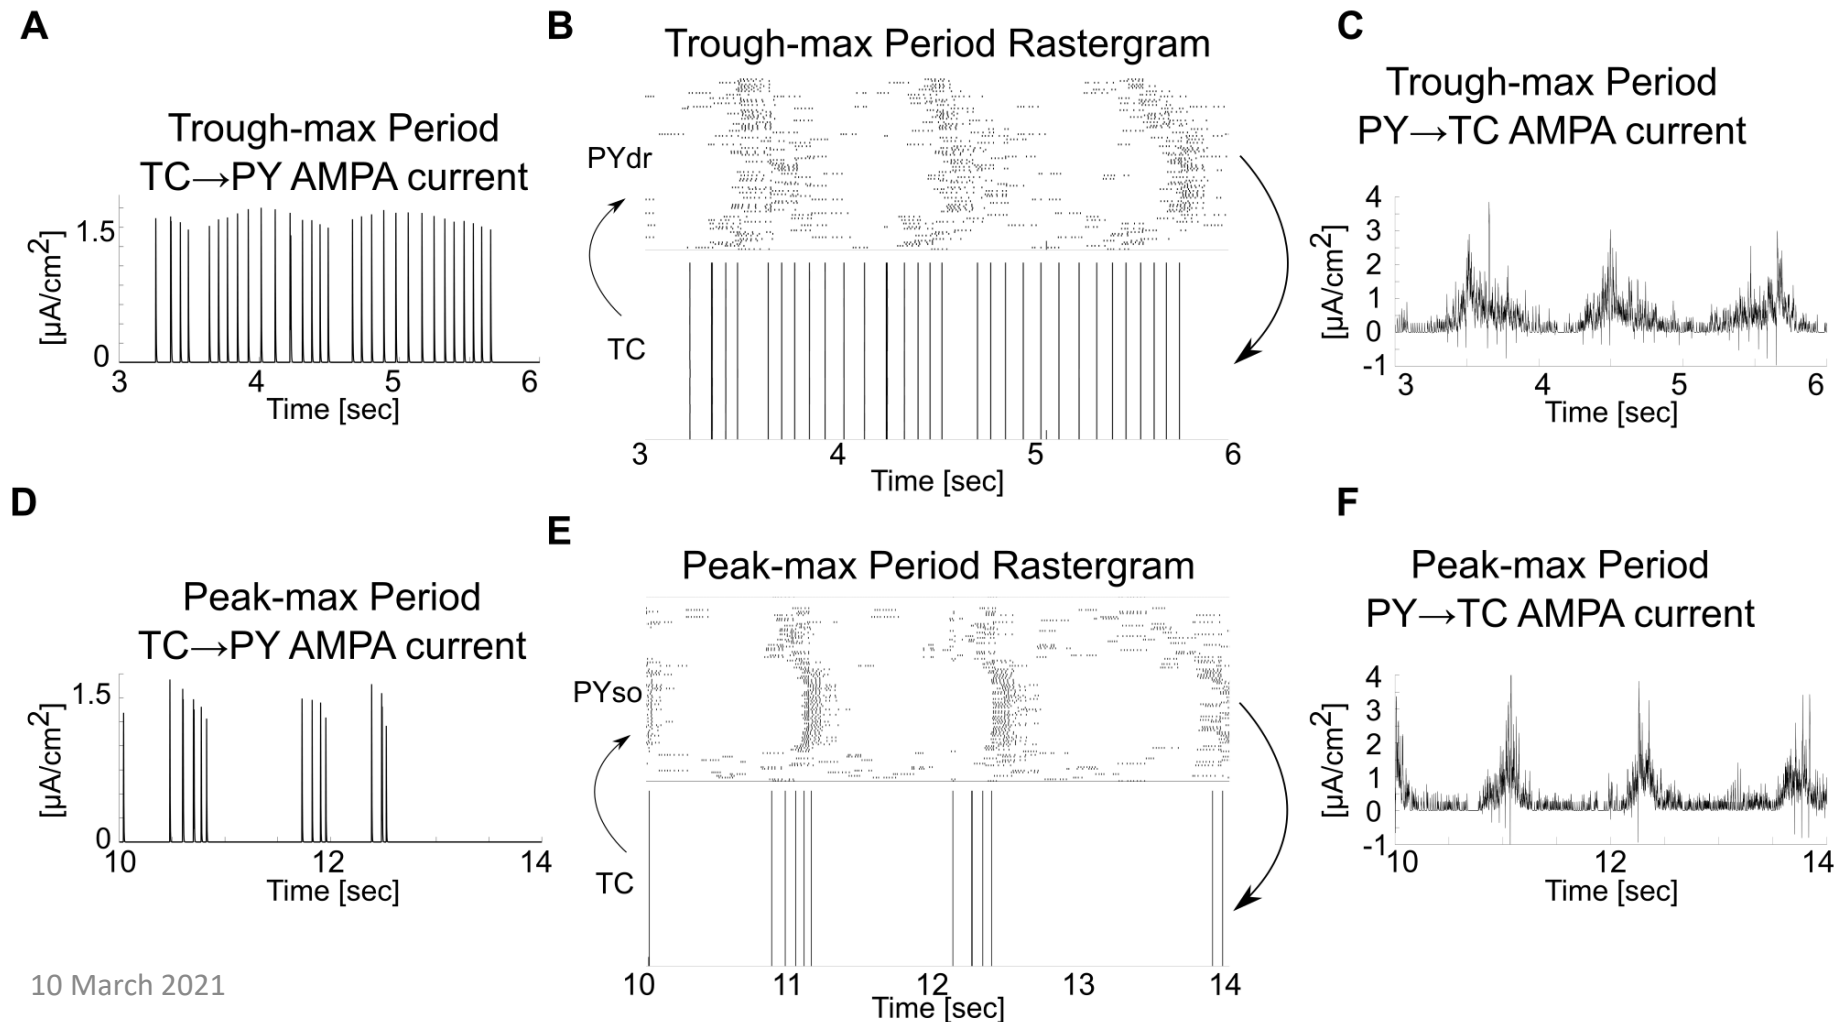 A
Trough-max Period
TC→PY AMPA current
[µA/cm2]
1.5
0
3 4 5 6
Time [sec]
B
Trough-max Period Rastergram
PYdr
TC
3 4 5 6
Time [sec]
C
Trough-max Period
PY→TC AMPA current
[µA/cm2]
4
3
2
1
0
-1
3 4 5 6
Time [sec]
D
Peak-max Period
TC→PY AMPA current
[µA/cm2]
1.5
0
10 12 14
Time [sec]
E
Peak-max Period Rastergram
PYso
TC
10 11 12 13 14
Time [sec]
F
Peak-max Period
PY→TC AMPA current
[µA/cm2]
4
3
2
1
0
-1
10 12 14
Time [sec]
10 March 2021